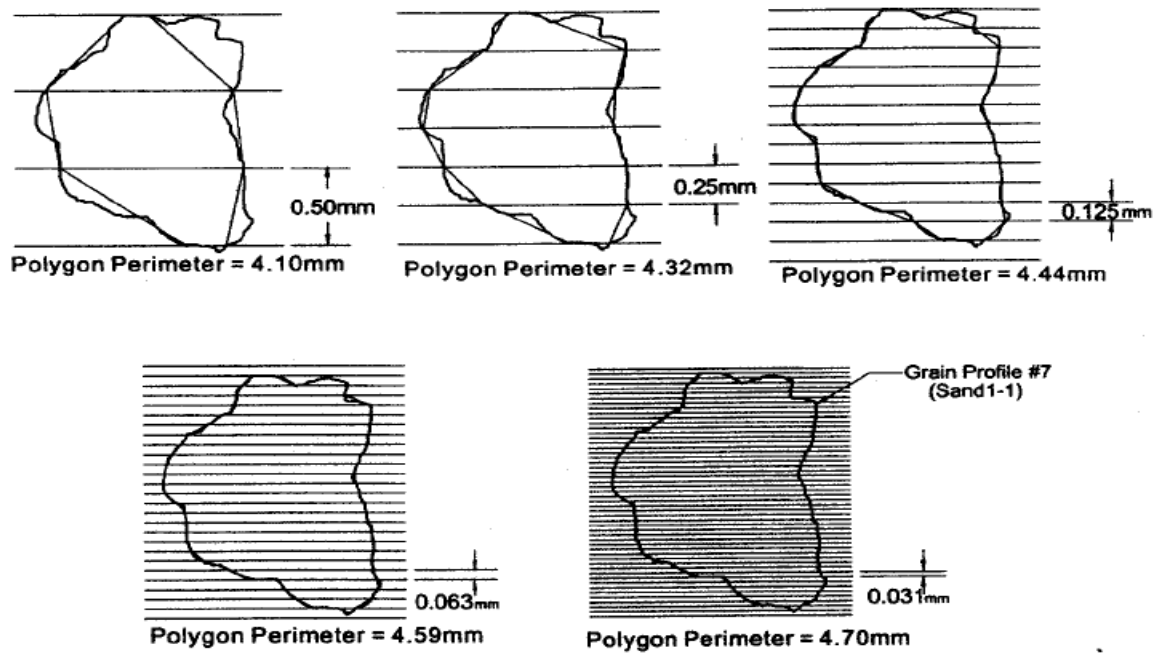 0.50mm
Polygon Perimeter = 4.10mm
0.25mm
Polygon Perimeter = 4.32mm
0.125mm
Polygon Perimeter = 4.44mm
0.063mm
Polygon Perimeter = 4.59mm
Grain Profile #7
(Sand1-1)
0.031mm
Polygon Perimeter = 4.70mm